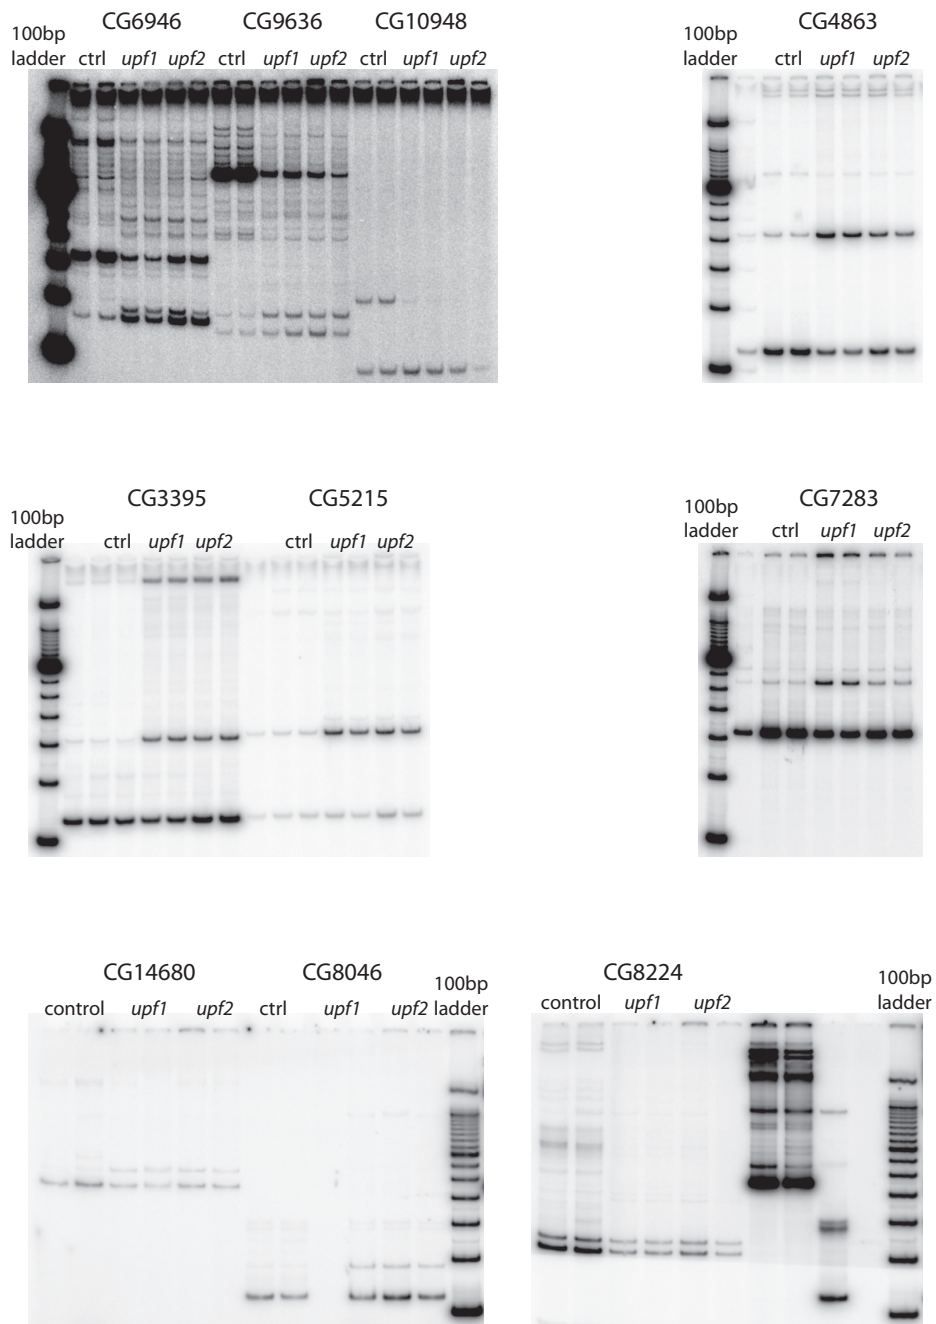 CG6946 CG9636 CG10948
100bp
ladder ctrl upf1 upf2 ctrl upf1 upf2 ctrl upf1 upf2
CG4863
100bp
ladder ctrl upf1 upf2
CG3395 CG5215
100bp
ladder ctrl upf1 upf2 ctrl upf1 upf2
CG7283
100bp
ladder ctrl upf1 upf2
CG14680 CG8046
100bp
control upf1 upf2 ctrl upf1 upf2 ladder
CG8224
100bp
control upf1 upf2 ladder